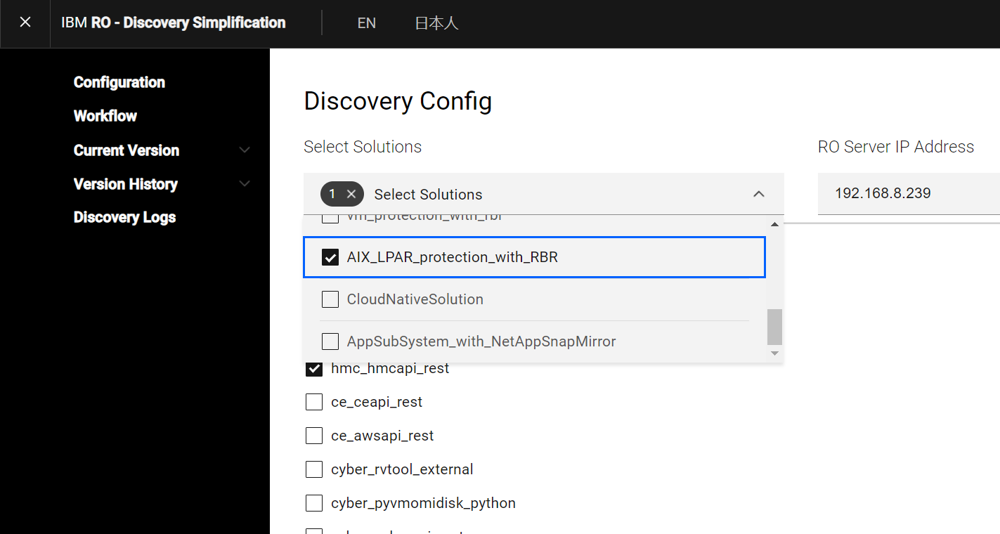 IBM RO - Discovery Simplification
EN
日本人
Configuration
Workflow
Current Version
Version History
Discovery Logs
Discovery Config
Select Solutions
RO Server IP Address
1
Select Solutions
192.168.8.239
vm_protection_with_rbr
AIX_LPAR_protection_with_RBR
CloudNativeSolution
AppSubSystem_with_NetAppSnapMirror
hmc_hmcapi_rest
ce_ceapi_rest
ce_awsapi_rest
cyber_rvtool_external
cyber_pyvmomidisk_python